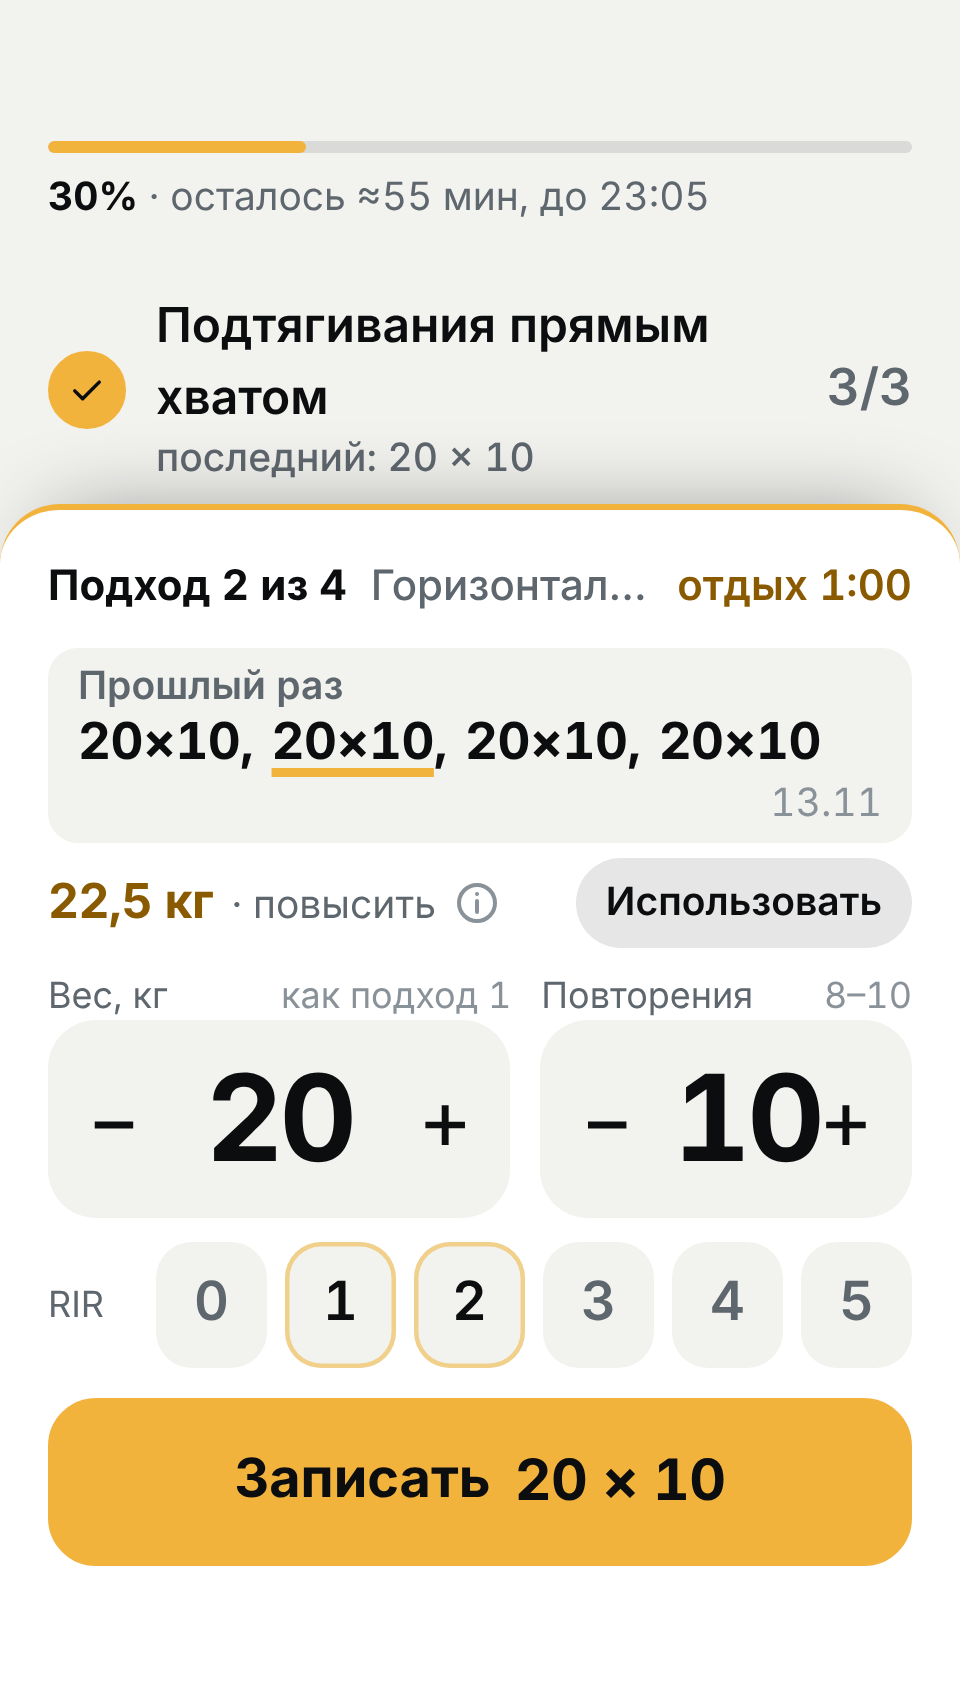 30% · осталось ≈55 мин, до 23:05
Подтягивания прямым
хватом
3/3
последний: 20 × 10
Подход 2 из 4 Горизонтал... отдых 1:00
Прошлый раз
20×10, 20×10, 20×10, 20×10
13.11
22,5 кг · повысить Использовать
Вес, кг как подход 1 Повторения 8–10
− 20 + − 10 +
RIR 0 1 2 3 4 5
Записать 20 × 10